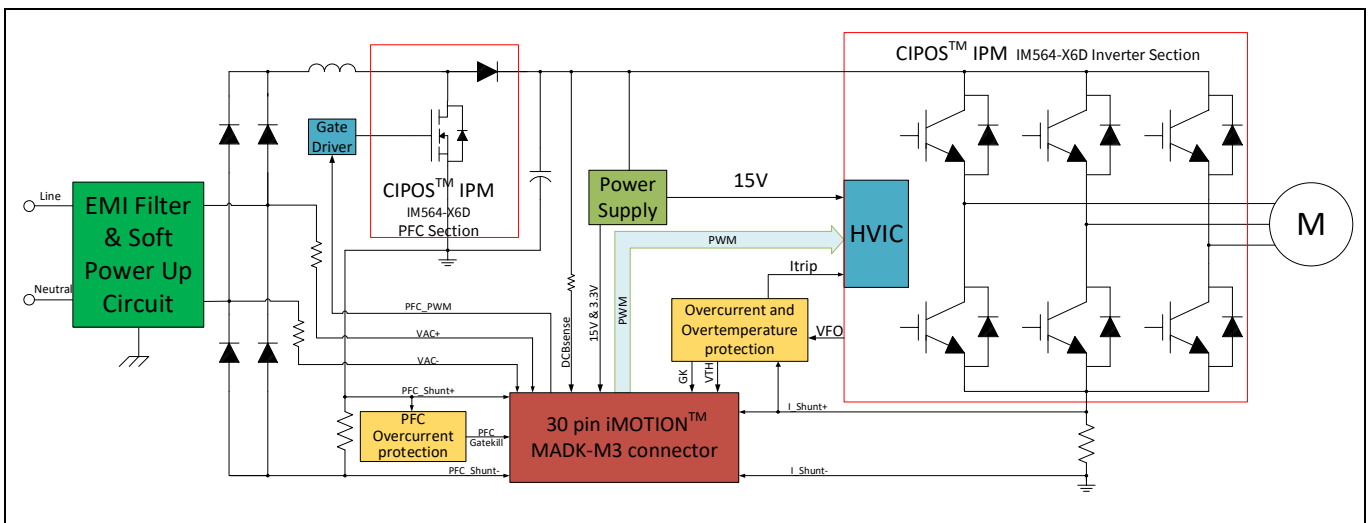 CIPOS™ IPM IM564-X6D Inverter Section
Gate
Driver
CIPOS™ IPM
IM564-X6D
PFC Section
Line
Neutral
EMI Filter
& Soft
Power Up
Circuit
Power
Supply
15V
HVIC
M
PWM
Itrip
PFC_PWM
VAC+
VAC-
DCBsense
15V & 3.3V
PWM
Overcurrent and
Overtemperature
protection
VFO
GK
VTH
PFC_Shunt+
PFC
Overcurrent
protection
PFC
Gatekill
PFC_Shunt-
30 pin iMOTION™
MADK-M3 connector
I_Shunt+
I_Shunt-